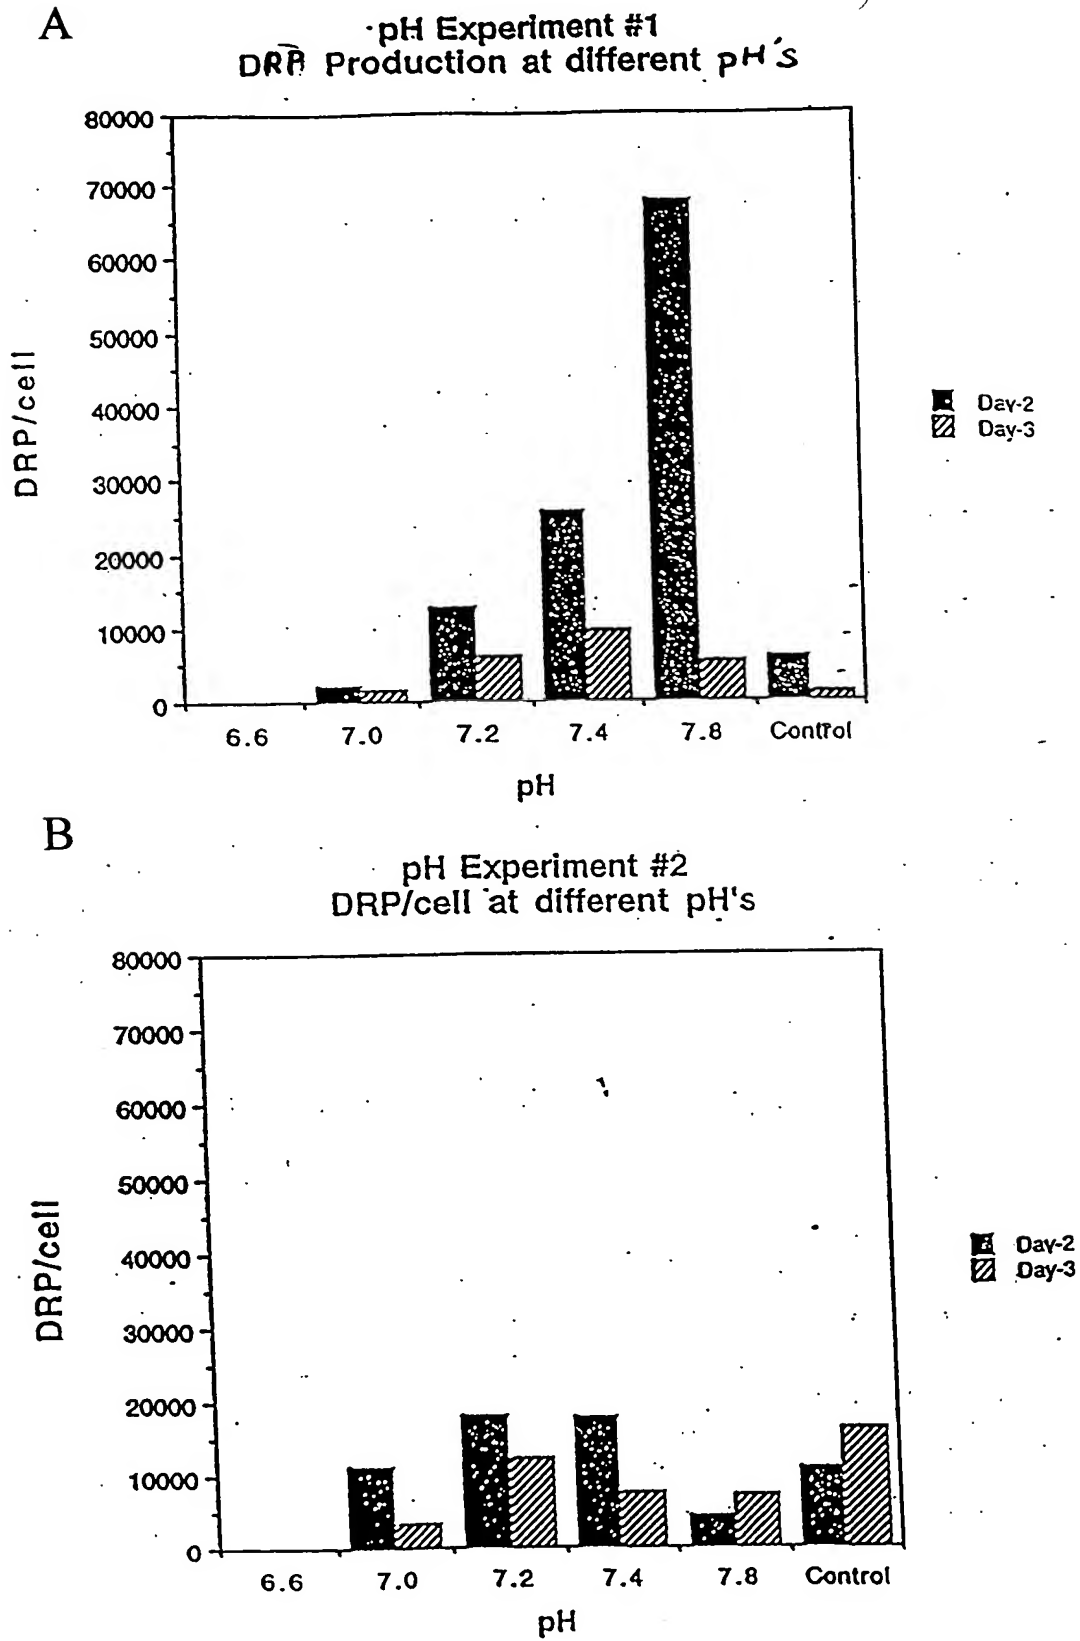 A
pH Experiment #1
DRP Production at different pH's
80000
70000
60000
50000
40000
30000
20000
10000
0
DRP/cell
6.6 7.0 7.2 7.4 7.8 Control
pH
Day-2
Day-3
B
pH Experiment #2
DRP/cell at different pH's
80000
70000
60000
50000
40000
30000
20000
10000
0
DRP/cell
6.6 7.0 7.2 7.4 7.8 Control
pH
Day-2
Day-3